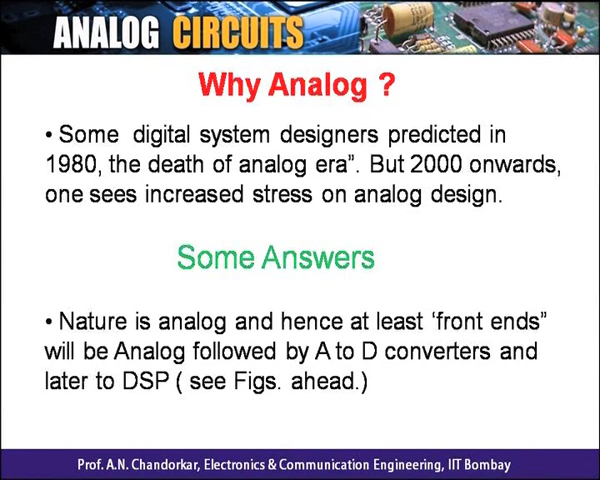 ANALOG CIRCUITS
Why Analog ?
• Some digital system designers predicted in
1980, the death of analog era”. But 2000 onwards,
one sees increased stress on analog design.
Some Answers
• Nature is analog and hence at least ‘front ends”
will be Analog followed by A to D converters and
later to DSP ( see Figs. ahead.)
Prof. A.N. Chandorkar, Electronics & Communication Engineering, IIT Bombay